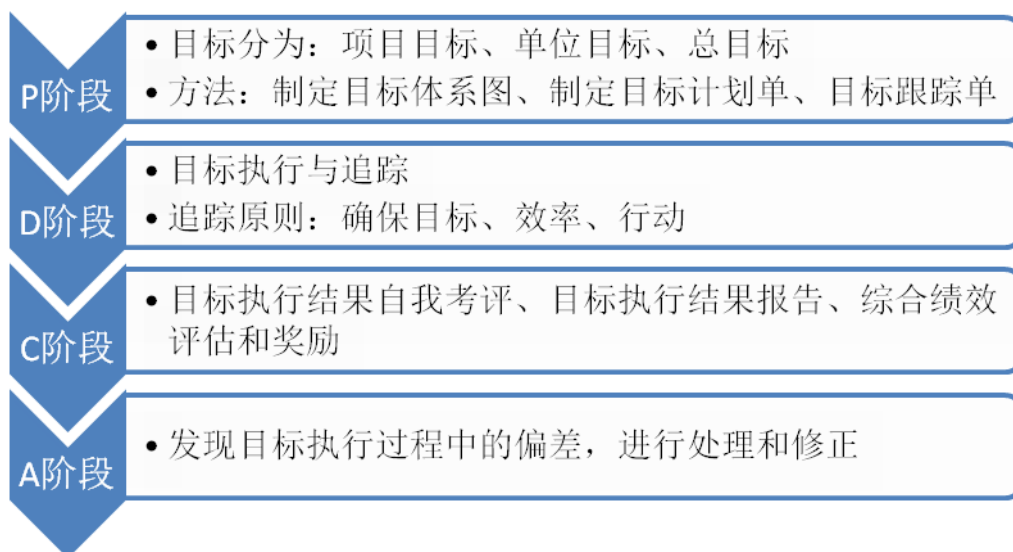 P阶段
• 目标分为：项目目标、单位目标、总目标
• 方法：制定目标体系图、制定目标计划单、目标跟踪单
D阶段
• 目标执行与追踪
• 追踪原则：确保目标、效率、行动
C阶段
• 目标执行结果自我考评、目标执行结果报告、综合绩效
评估和奖励
A阶段
• 发现目标执行过程中的偏差，进行处理和修正